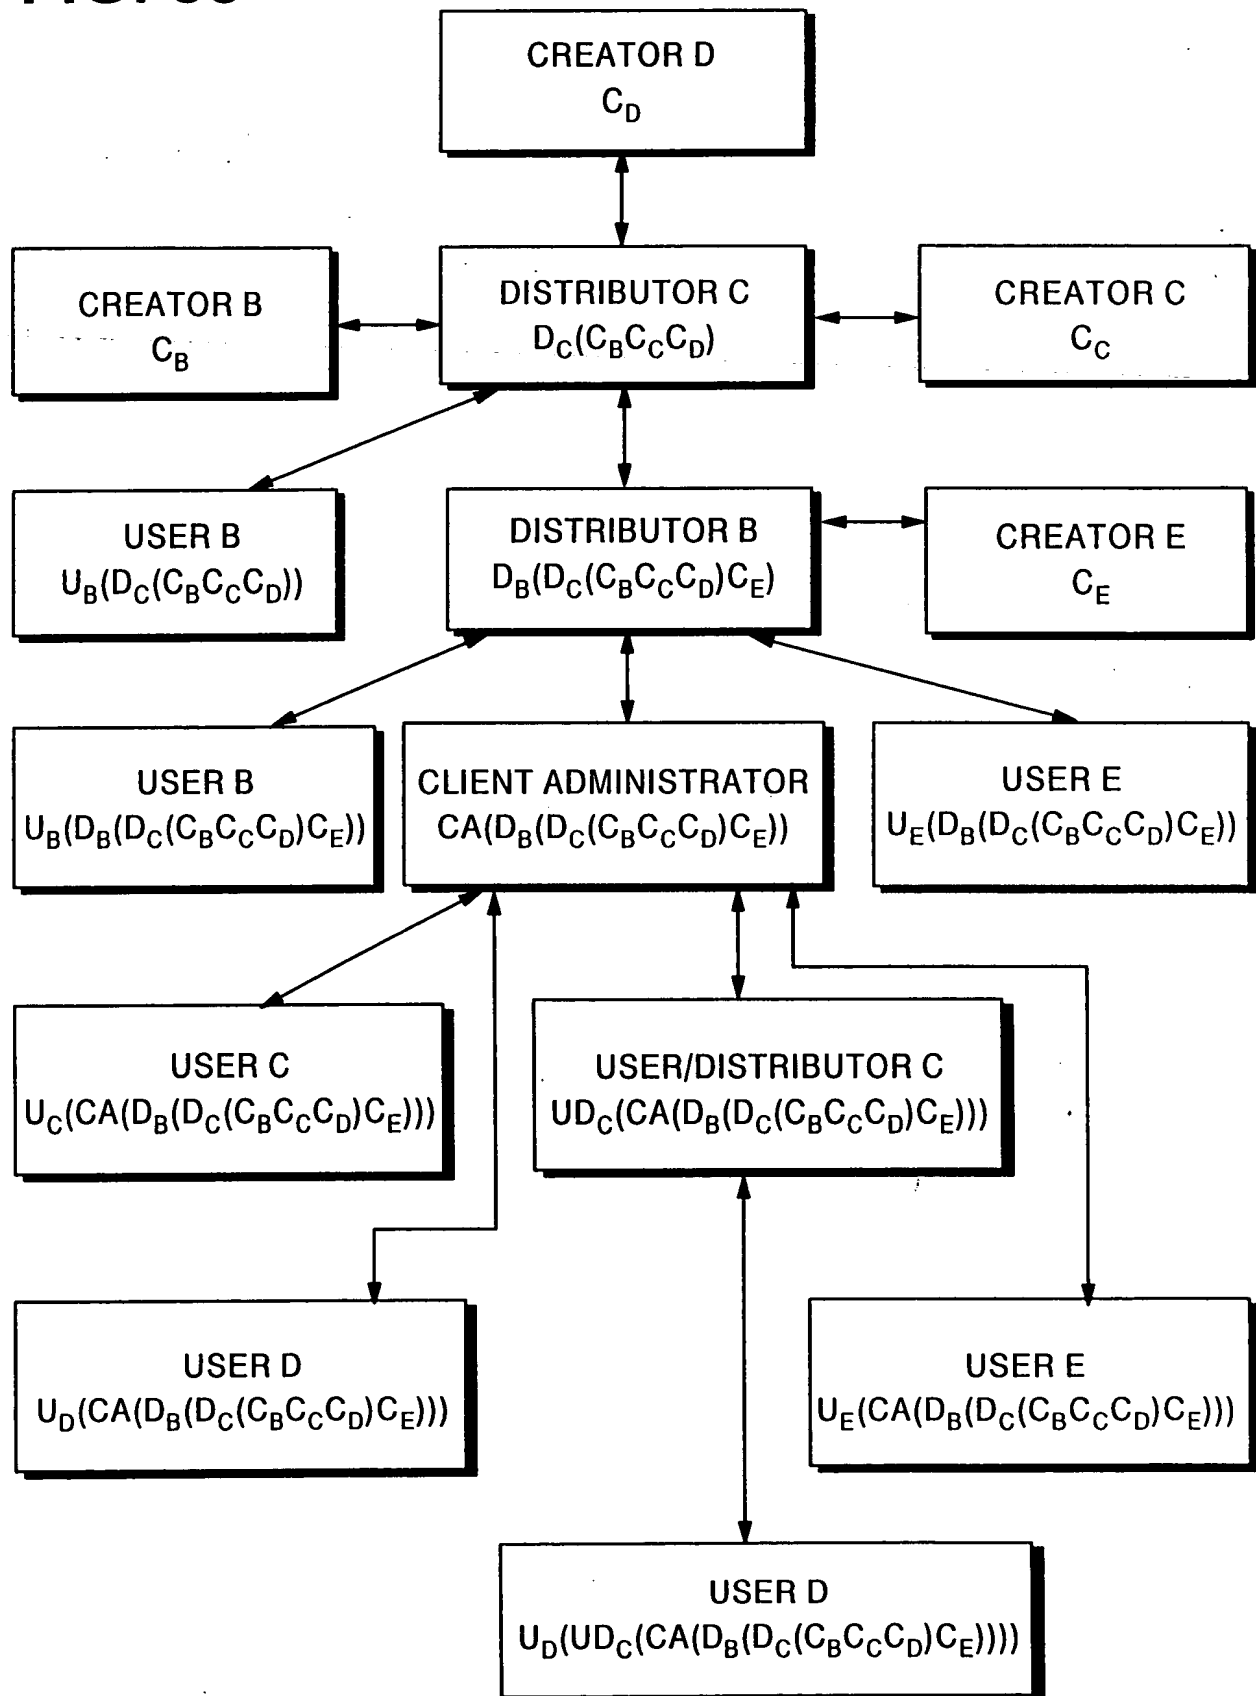 CREATOR D
C_D
CREATOR B
C_B
DISTRIBUTOR C
D_C(C_BC_CC_D)
CREATOR C
C_C
USER B
U_B(D_C(C_BC_CC_D))
DISTRIBUTOR B
D_B(D_C(C_BC_CC_D)C_E)
CREATOR E
C_E
USER B
U_B(D_B(D_C(C_BC_CC_D)C_E))
CLIENT ADMINISTRATOR
CA(D_B(D_C(C_BC_CC_D)C_E))
USER E
U_E(D_B(D_C(C_BC_CC_D)C_E))
USER C
U_C(CA(D_B(D_C(C_BC_CC_D)C_E)))
USER/DISTRIBUTOR C
UD_C(CA(D_B(D_C(C_BC_CC_D)C_E)))
USER D
U_D(CA(D_B(D_C(C_BC_CC_D)C_E)))
USER E
U_E(CA(D_B(D_C(C_BC_CC_D)C_E)))
USER D
U_D(UD_C(CA(D_B(D_C(C_BC_CC_D)C_E))))